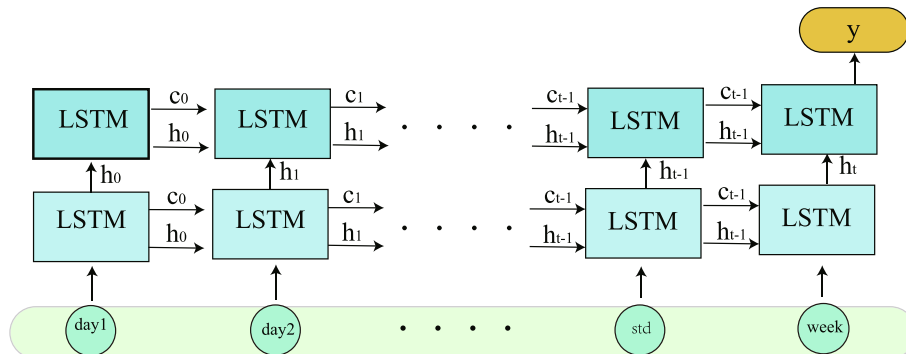 y
c0 c1 ct-1 ct-1
LSTM LSTM LSTM LSTM
h0 h1 ht-1 ht-1
h0 h1 ht-1 ht
c0 c1 ct-1 ct-1
LSTM LSTM LSTM LSTM
h0 h1 ht-1 ht-1
day1 day2 . . . . std week